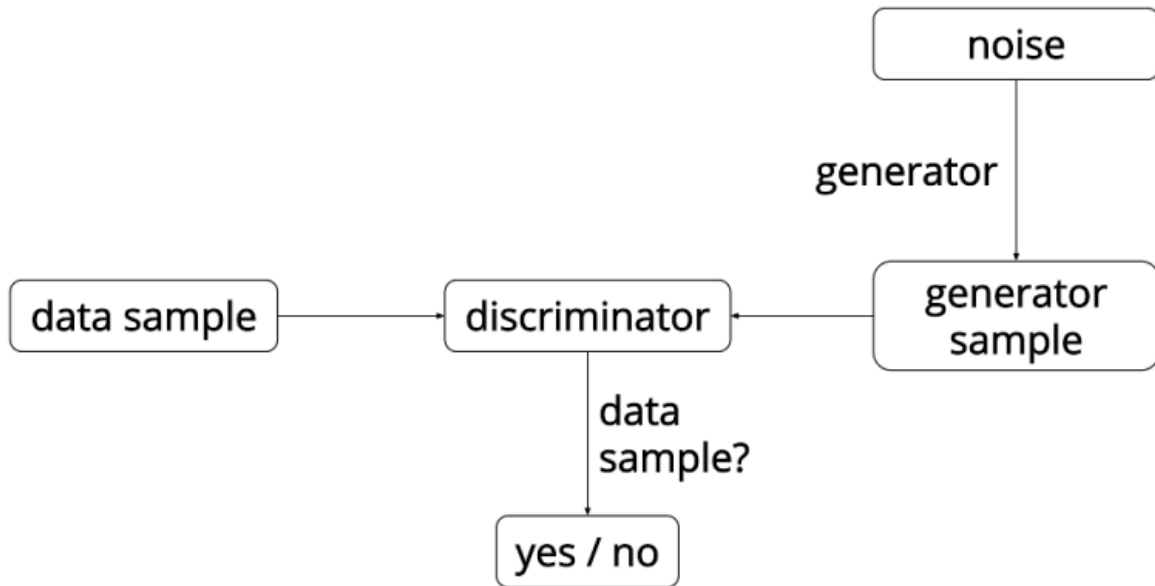 noise
generator
data sample
discriminator
generator
sample
data
sample?
yes / no